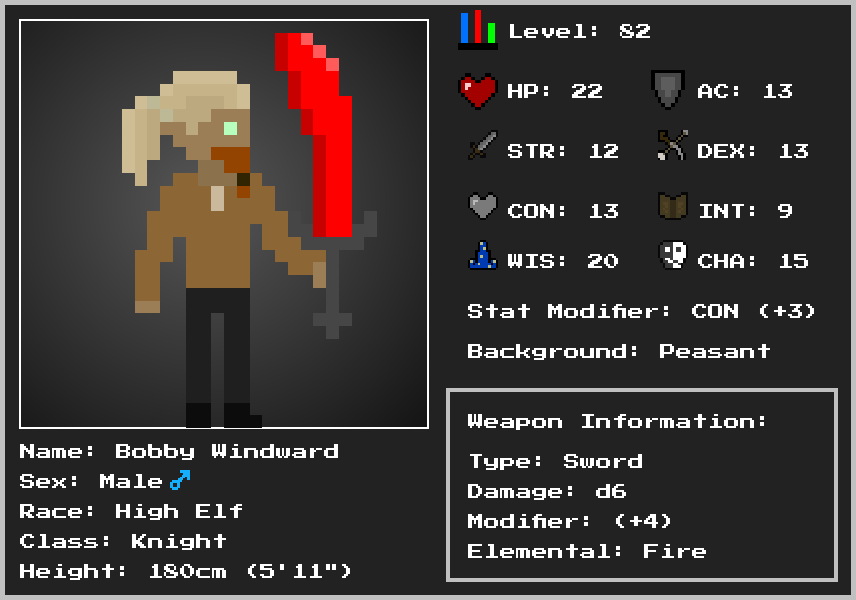 Level: 82
HP: 22
AC: 13
STR: 12
DEX: 13
CON: 13
INT: 9
WIS: 20
CHA: 15
Stat Modifier: CON (+3)
Background: Peasant
Weapon Information:
Type: Sword
Damage: d6
Modifier: (+4)
Elemental: Fire
Name: Bobby Windward
Sex: Male ♂
Race: High Elf
Class: Knight
Height: 180cm (5'11")